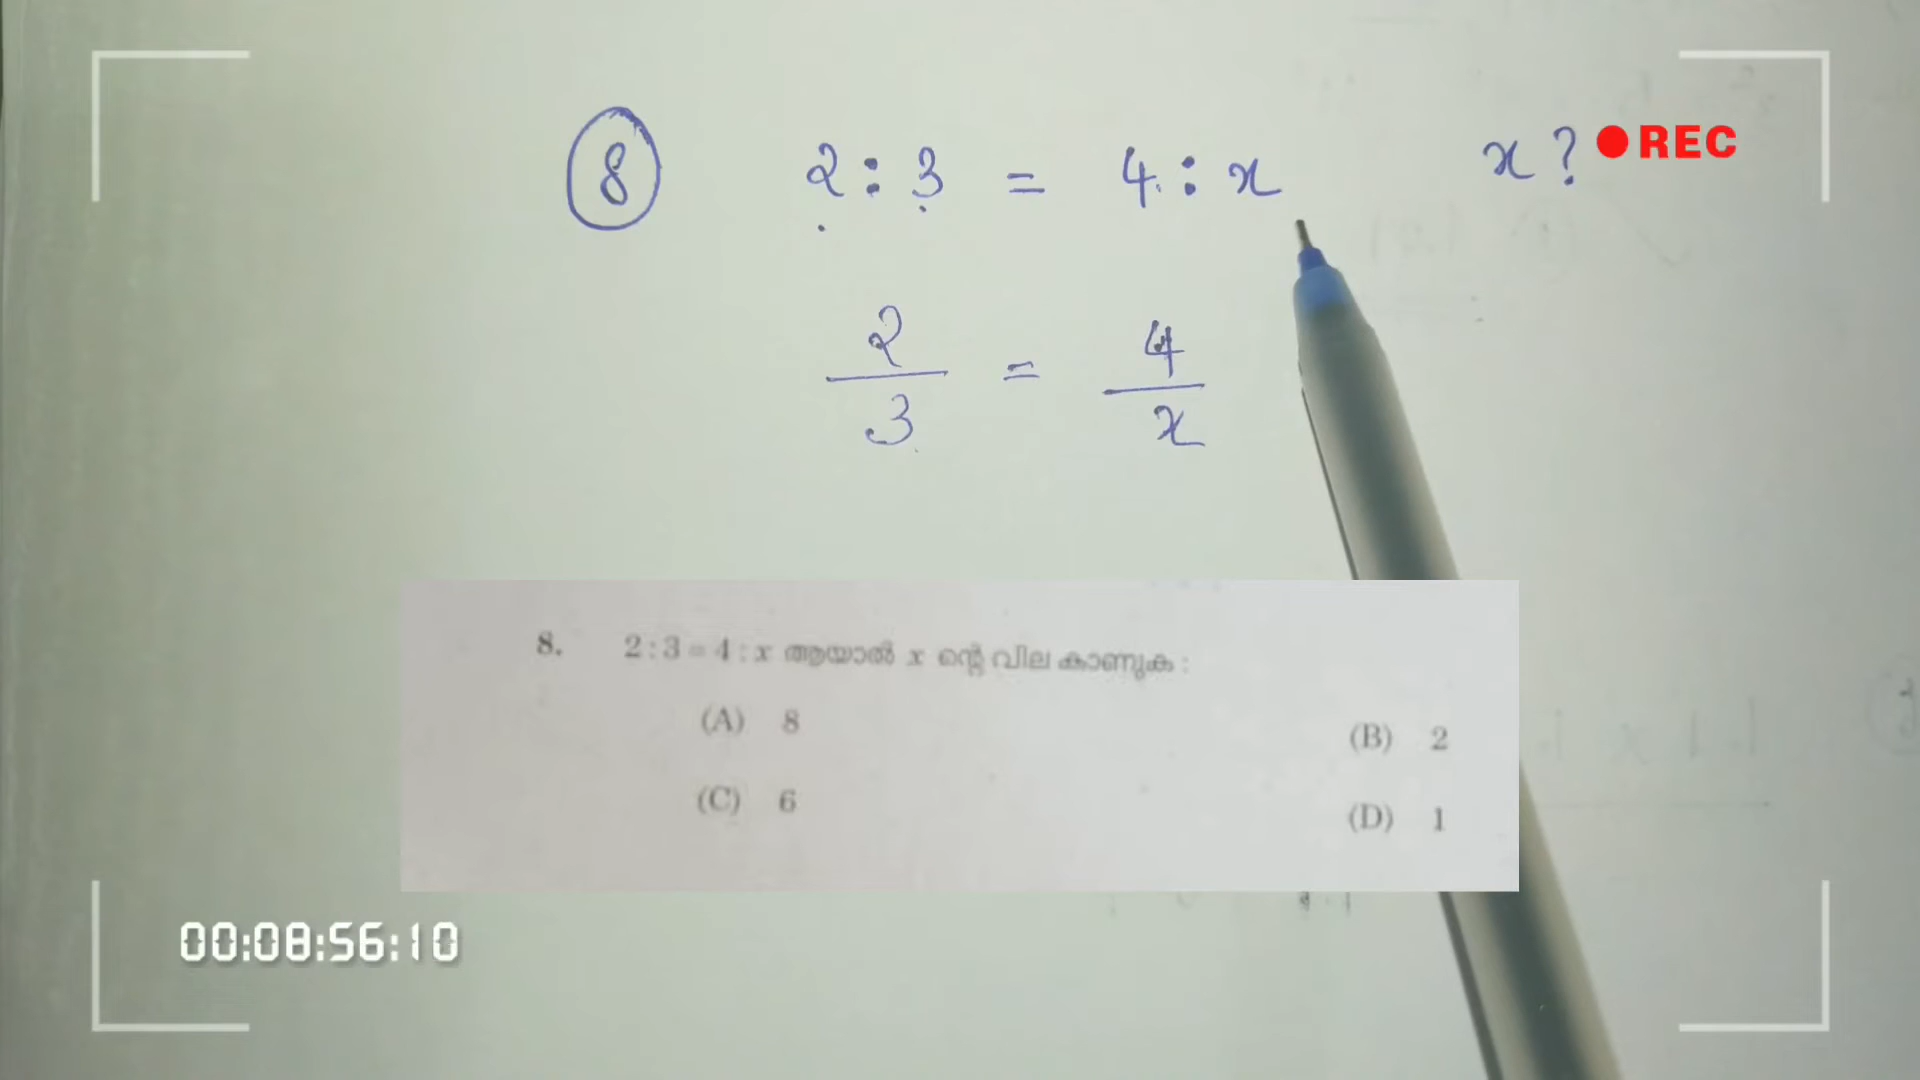 8 2 : 3 = 4 : x x ?
REC
2/3 = 4/x
8. 2 : 3 = 4 : x ആയാൽ x ന്റെ വില കാണുക :
(A) 8
(B) 2
(C) 6
(D) 1
00:08:56:10